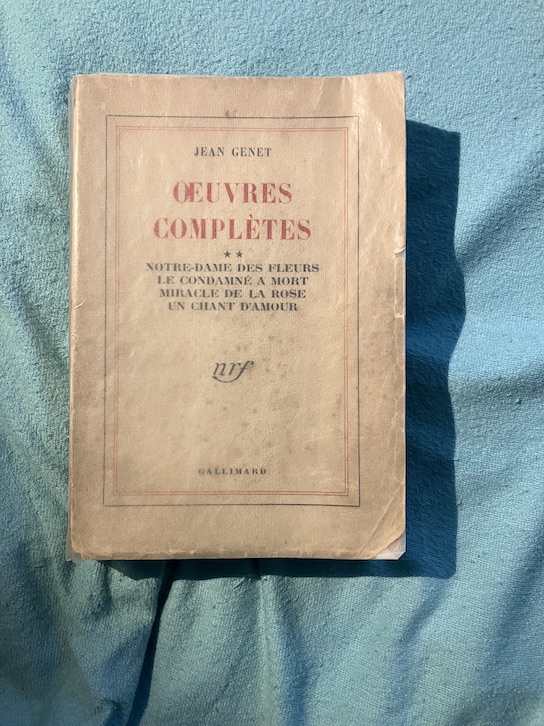 JEAN GENET
ŒUVRES
COMPLÈTES
★★
NOTRE-DAME DES FLEURS
LE CONDAMNÉ A MORT
MIRACLE DE LA ROSE
UN CHANT D'AMOUR
nrf
GALLIMARD